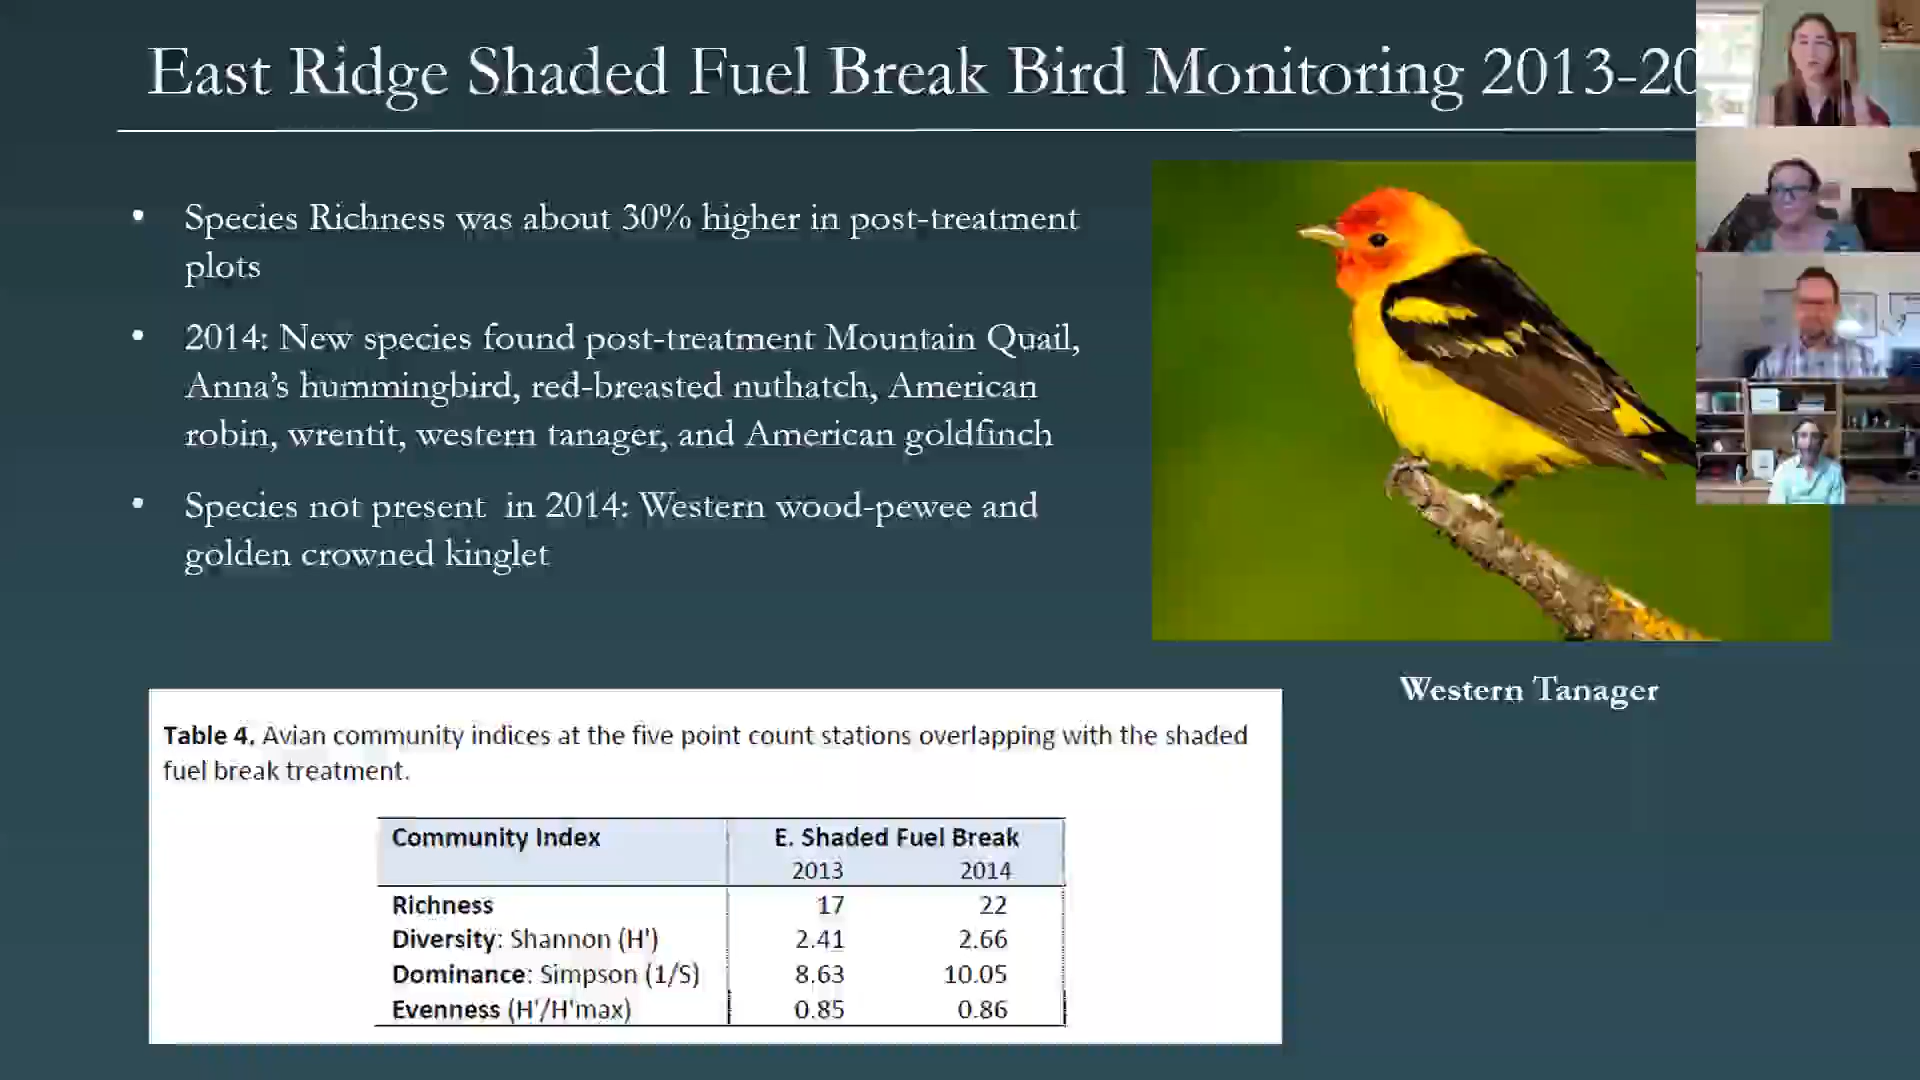 East Ridge Shaded Fuel Break Bird Monitoring 2013-20
• Species Richness was about 30% higher in post-treatment
plots
• 2014: New species found post-treatment Mountain Quail,
Anna's hummingbird, red-breasted nuthatch, American
robin, wrentit, western tanager, and American goldfinch
• Species not present in 2014: Western wood-pewee and
golden crowned kinglet
Western Tanager
Table 4. Avian community indices at the five point count stations overlapping with the shaded
fuel break treatment.
Community Index E. Shaded Fuel Break
2013 2014
Richness 17 22
Diversity: Shannon (H') 2.41 2.66
Dominance: Simpson (1/S) 8.63 10.05
Evenness (H'/H'max) 0.85 0.86